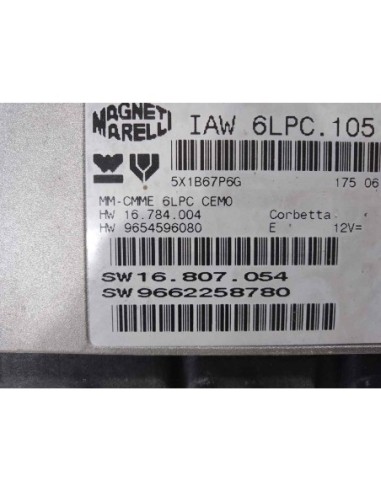 MAGNETI MARELLI IAW 6LPC.105
5X1B67P6G 175 06
MM-CMME 6LPC CEMO
HW 16.784.004 Corbetta
HW 9654596080 E 12V=
SW 16.807.054
SW 9662258780